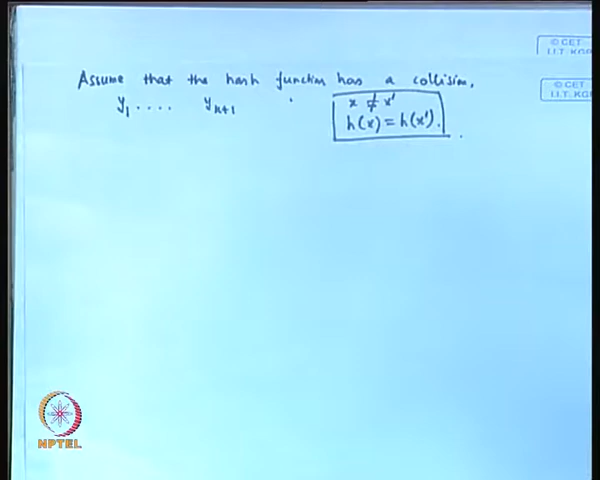 © CET
I.I.T. KGP
Assume that the hash function has a collision,
y₁ .... yₖ₊₁
x ≠ x'
h(x) = h(x').
© CET
I.I.T. KGP
NPTEL